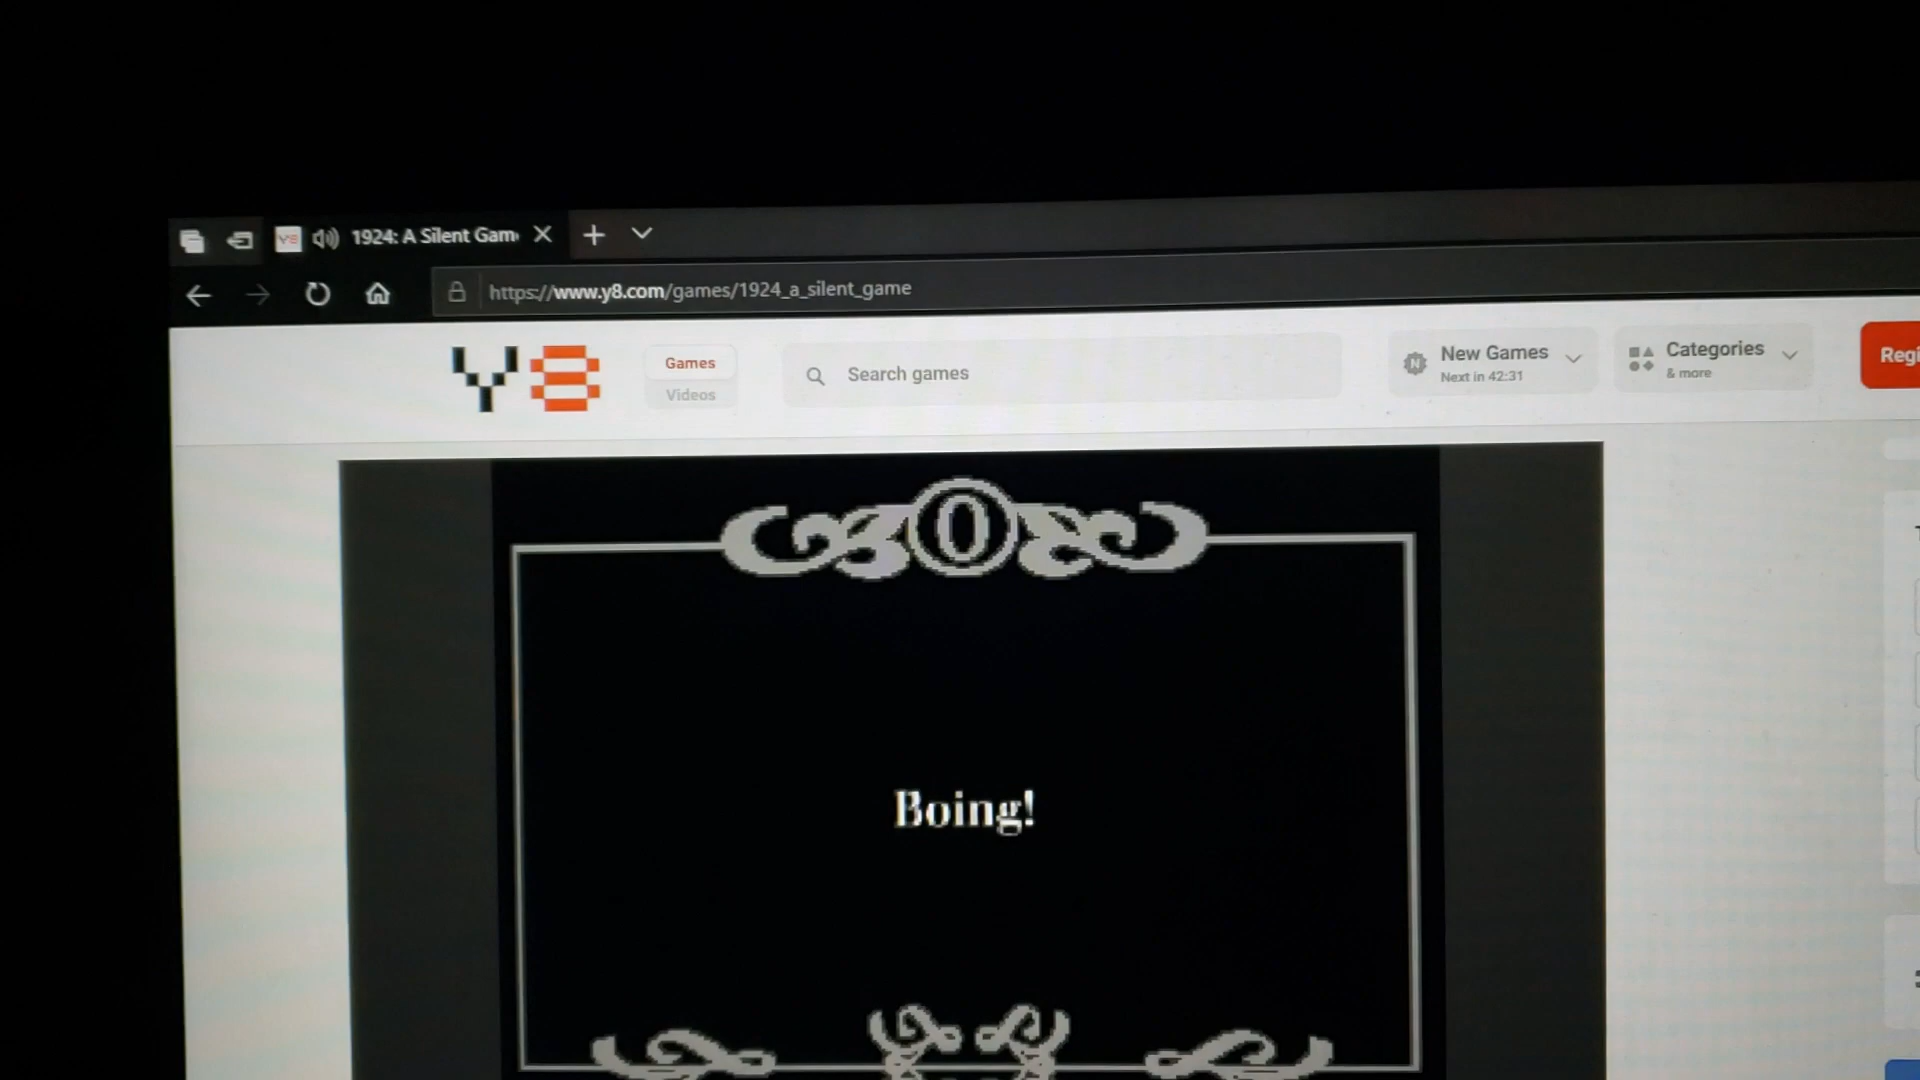 Y8 1924: A Silent Gam
https://www.y8.com/games/1924_a_silent_game
Y8
Games
Videos
Search games
New Games
Next in 42:31
Categories
& more
Regi
0
Boing!